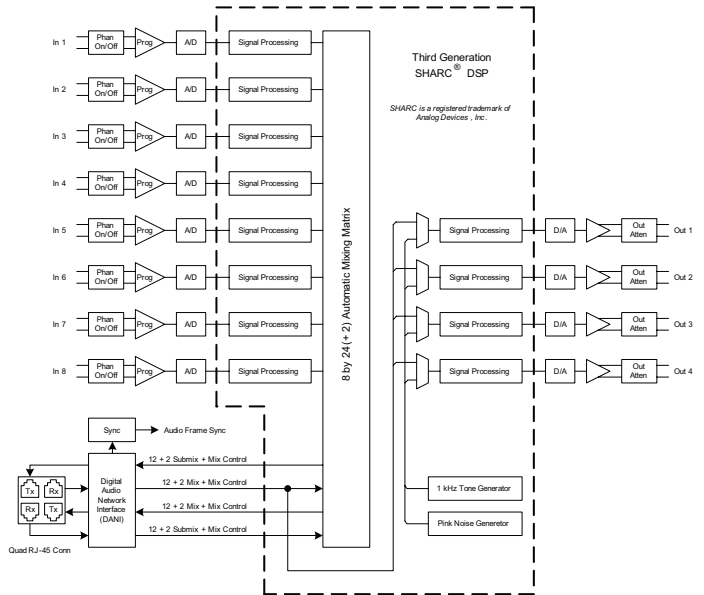 In 1
Phan
On/Off
Prog
A/D
Signal Processing
In 2
Phan
On/Off
Prog
A/D
Signal Processing
In 3
Phan
On/Off
Prog
A/D
Signal Processing
In 4
Phan
On/Off
Prog
A/D
Signal Processing
In 5
Phan
On/Off
Prog
A/D
Signal Processing
In 6
Phan
On/Off
Prog
A/D
Signal Processing
In 7
Phan
On/Off
Prog
A/D
Signal Processing
In 8
Phan
On/Off
Prog
A/D
Signal Processing
8 by 24 (+ 2) Automatic Mixing Matrix
Third Generation
SHARC® DSP
SHARC is a registered trademark of
Analog Devices , Inc.
Signal Processing
D/A
Out
Atten
Out 1
Signal Processing
D/A
Out
Atten
Out 2
Signal Processing
D/A
Out
Atten
Out 3
Signal Processing
D/A
Out
Atten
Out 4
1 kHz Tone Generator
Pink Noise Generetor
Sync
Audio Frame Sync
Digital
Audio
Network
Interface
(DANI)
12 + 2 Submix + Mix Control
12 + 2 Mix + Mix Control
12 + 2 Mix + Mix Control
12 + 2 Submix + Mix Control
Tx
Rx
Rx
Tx
Quad RJ-45 Conn